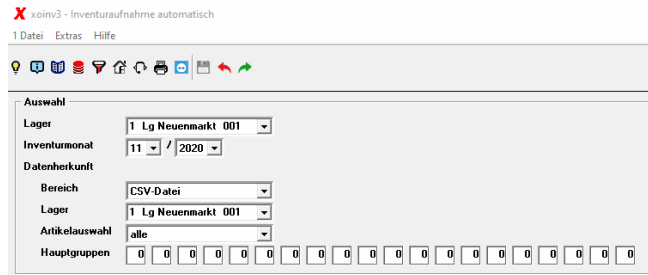 X xoinv3 - Inventuraufnahme automatisch
1 Datei Extras Hilfe
Auswahl
Lager 1 Lg Neuenmarkt 001
Inventurmonat 11 / 2020
Datenherkunft
Bereich CSV-Datei
Lager 1 Lg Neuenmarkt 001
Artikelauswahl alle
Hauptgruppen 0 0 0 0 0 0 0 0 0 0 0 0 0 0 0 0 0 0 0 0